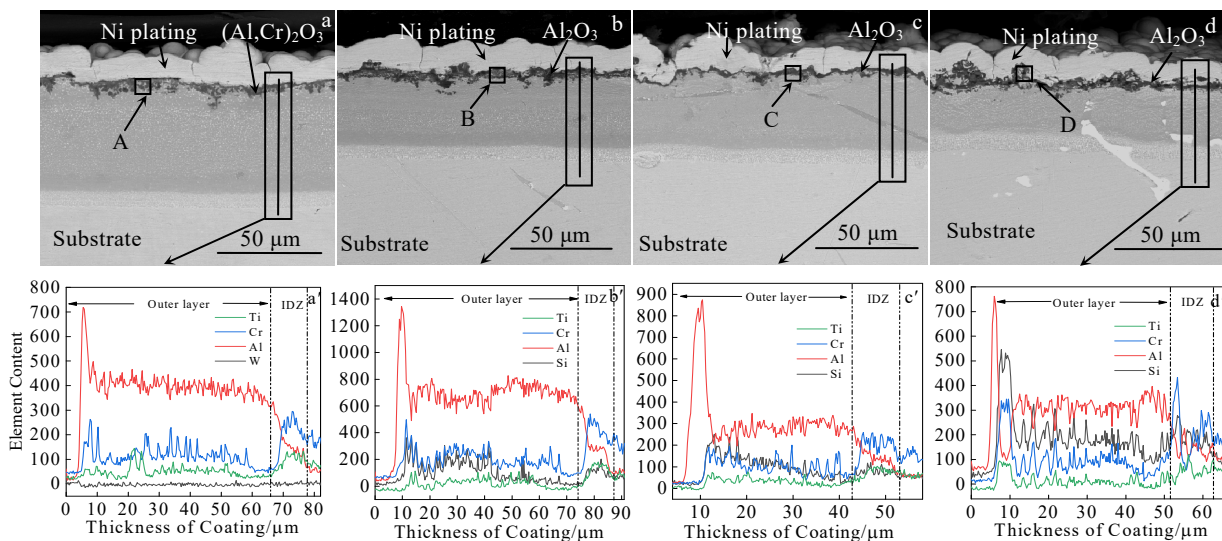 a
Ni plating
(Al,Cr)₂O₃
A
Substrate
50 μm
b
Ni plating
Al₂O₃
B
Substrate
50 μm
c
Ni plating
Al₂O₃
C
Substrate
50 μm
d
Ni plating
Al₂O₃
D
Substrate
50 μm
Element Content
800
700
600
500
400
300
200
100
0
Outer layer
IDZ
a′
Ti
Cr
Al
W
0 10 20 30 40 50 60 70 80
Thickness of Coating/μm
1400
1200
1000
800
600
400
200
0
Outer layer
IDZ
b′
Ti
Cr
Al
Si
0 10 20 30 40 50 60 70 80 90
Thickness of Coating/μm
900
800
700
600
500
400
300
200
100
0
Outer layer
IDZ
c′
Ti
Cr
Al
Si
10 20 30 40 50
Thickness of Coating/μm
800
700
600
500
400
300
200
100
0
Outer layer
IDZ
d
Ti
Cr
Al
Si
0 10 20 30 40 50 60
Thickness of Coating/μm